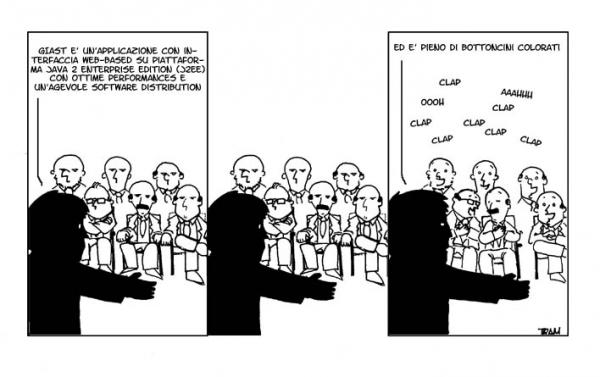 GIAST E' UN'APPLICAZIONE CON IN-
TERFACCIA WEB-BASED SU PIATTAFOR-
MA JAVA 2 ENTERPRISE EDITION (J2EE)
CON OTTIME PERFORMANCES E
UN'AGEVOLE SOFTWARE DISTRIBUTION
ED E' PIENO DI BOTTONCINI COLORATI
CLAP
AAAHHH
OOOH
CLAP
CLAP
CLAP
CLAP
CLAP
CLAP
TRAM